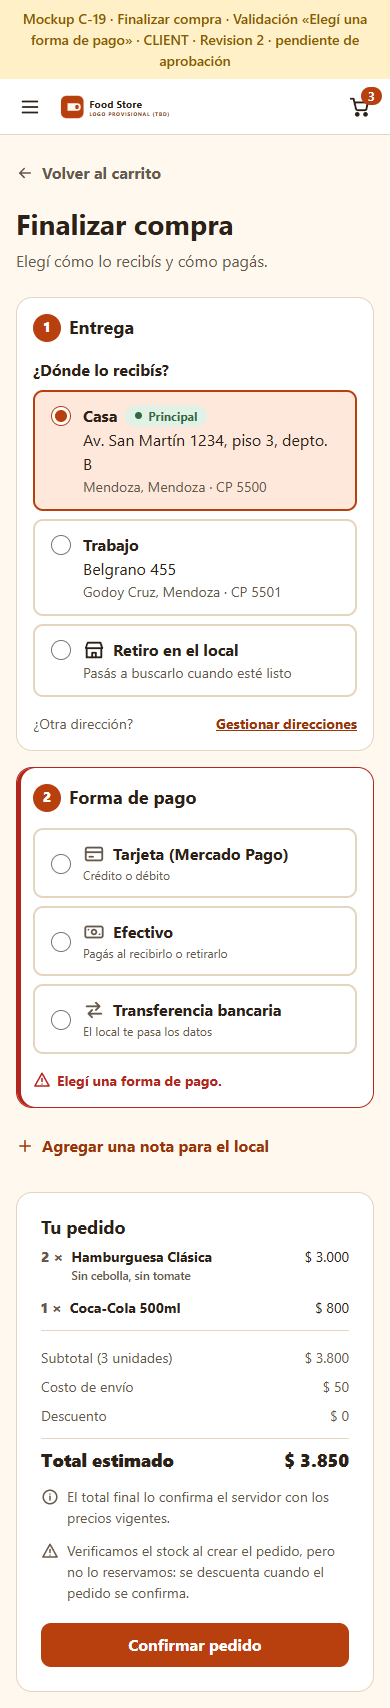 Mockup C-19 · Finalizar compra · Validación «Elegí una
forma de pago» · CLIENT · Revision 2 · pendiente de
aprobación
Food Store
LOGO PROVISIONAL (TBD)
3
Volver al carrito
Finalizar compra
Elegí cómo lo recibís y cómo pagás.
1 Entrega
¿Dónde lo recibís?
Casa Principal
Av. San Martín 1234, piso 3, depto.
B
Mendoza, Mendoza · CP 5500
Trabajo
Belgrano 455
Godoy Cruz, Mendoza · CP 5501
Retiro en el local
Pasás a buscarlo cuando esté listo
¿Otra dirección? Gestionar direcciones
2 Forma de pago
Tarjeta (Mercado Pago)
Crédito o débito
Efectivo
Pagás al recibirlo o retirarlo
Transferencia bancaria
El local te pasa los datos
Elegí una forma de pago.
Agregar una nota para el local
Tu pedido
2 × Hamburguesa Clásica $ 3.000
Sin cebolla, sin tomate
1 × Coca-Cola 500ml $ 800
Subtotal (3 unidades) $ 3.800
Costo de envío $ 50
Descuento $ 0
Total estimado $ 3.850
El total final lo confirma el servidor con los
precios vigentes.
Verificamos el stock al crear el pedido, pero
no lo reservamos: se descuenta cuando el
pedido se confirma.
Confirmar pedido